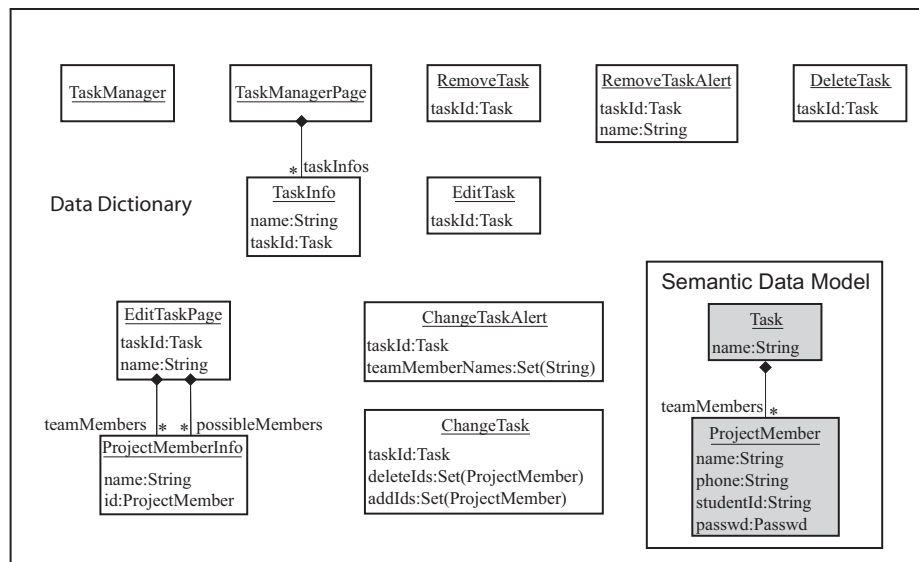 TaskManager
TaskManagerPage
* taskInfos
RemoveTask
taskId:Task
RemoveTaskAlert
taskId:Task
name:String
DeleteTask
taskId:Task
Data Dictionary
TaskInfo
name:String
taskId:Task
EditTask
taskId:Task
EditTaskPage
taskId:Task
name:String
teamMembers * * possibleMembers
ProjectMemberInfo
name:String
id:ProjectMember
ChangeTaskAlert
taskId:Task
teamMemberNames:Set(String)
ChangeTask
taskId:Task
deleteIds:Set(ProjectMember)
addIds:Set(ProjectMember)
Semantic Data Model
Task
name:String
teamMembers *
ProjectMember
name:String
phone:String
studentId:String
passwd:Passwd